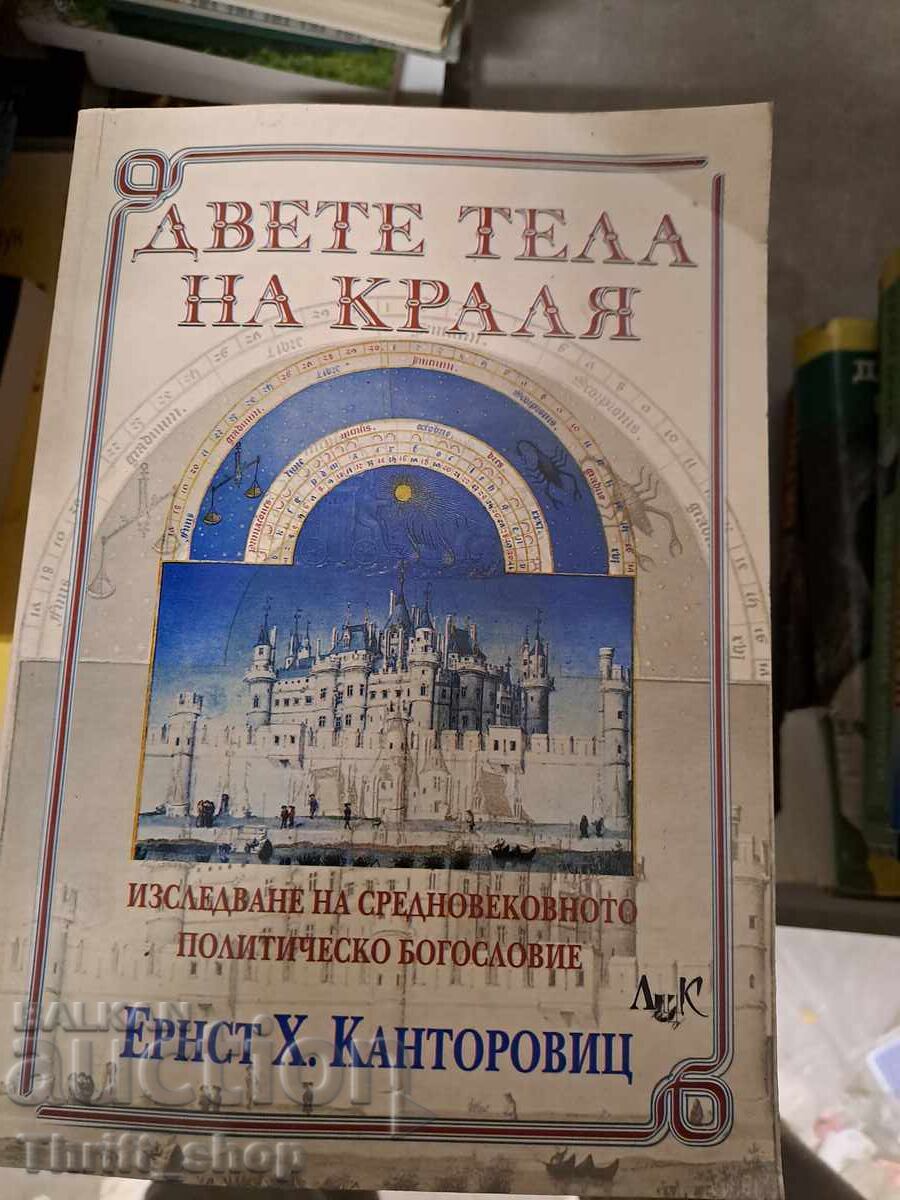 ДВЕТЕ ТЕЛА
НА КРАЛЯ
ИЗСЛЕДВАНЕ НА СРЕДНОВЕКОВНОТО
ПОЛИТИЧЕСКО БОГОСЛОВИЕ
ЛИК
ЕРНСТ Х. КАНТОРОВИЦ
BALKAN
auction
Thrift_shop